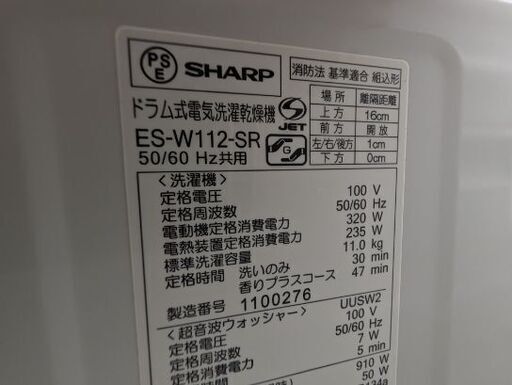 PS E SHARP
ドラム式電気洗濯乾燥機 S JET
ES-W112-SR
50/60 Hz共用 G
消防法 基準適合 組込形
場所 離隔距離
上方 16cm
前方 開放
左/右/後方 1cm
下方 0cm
<洗濯機>
定格電圧 100 V
定格周波数 50/60 Hz
電動機定格消費電力 320 W
電熱装置定格消費電力 235 W
標準洗濯容量 11.0 kg
定格時間 洗いのみ 30 min
香りプラスコース 47 min
製造番号 1100276
<超音波ウォッシャー> UUSW2
定格電圧 100 V
定格周波数 50/60 Hz
定格消費電力 7 W
定格時間 5 min
910 W
50 W